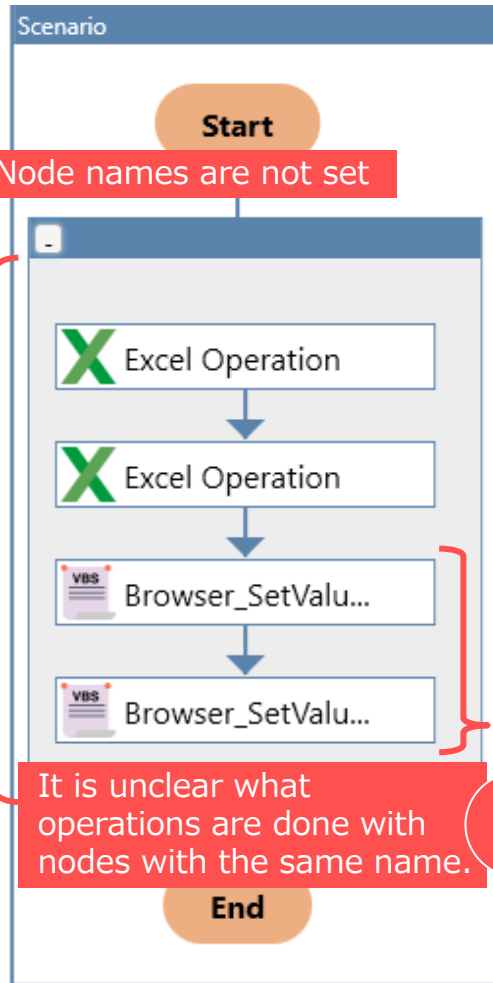 Scenario
Start
Node names are not set
-
Excel Operation
Excel Operation
VBS
Browser_SetValu...
VBS
Browser_SetValu...
It is unclear what
operations are done with
nodes with the same name.
End